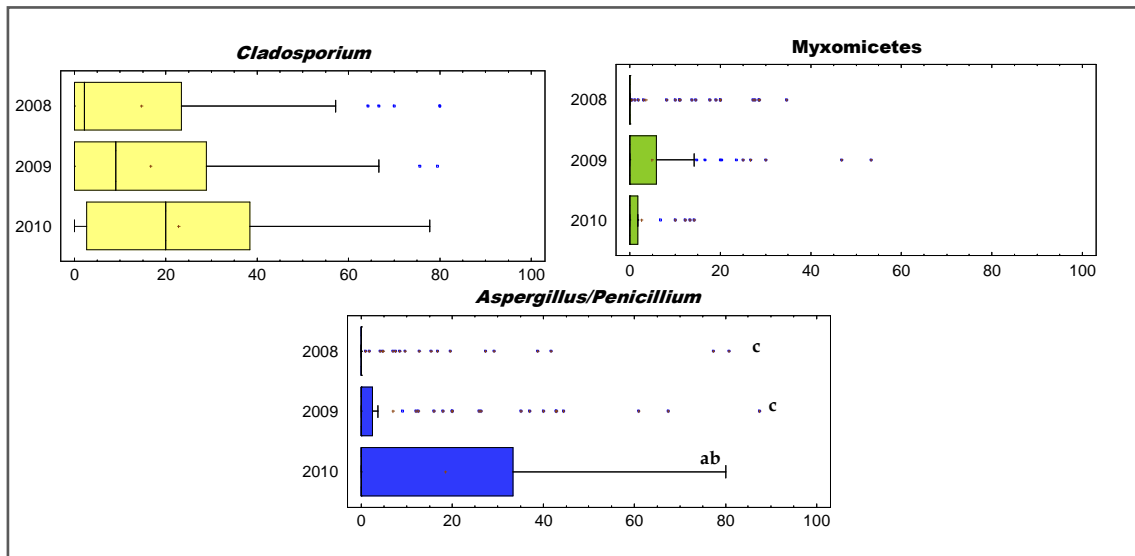 Cladosporium
2008
2009
2010
0 20 40 60 80 100
Myxomicetes
2008
2009
2010
0 20 40 60 80 100
Aspergillus/Penicillium
2008 c
2009 c
2010 ab
0 20 40 60 80 100